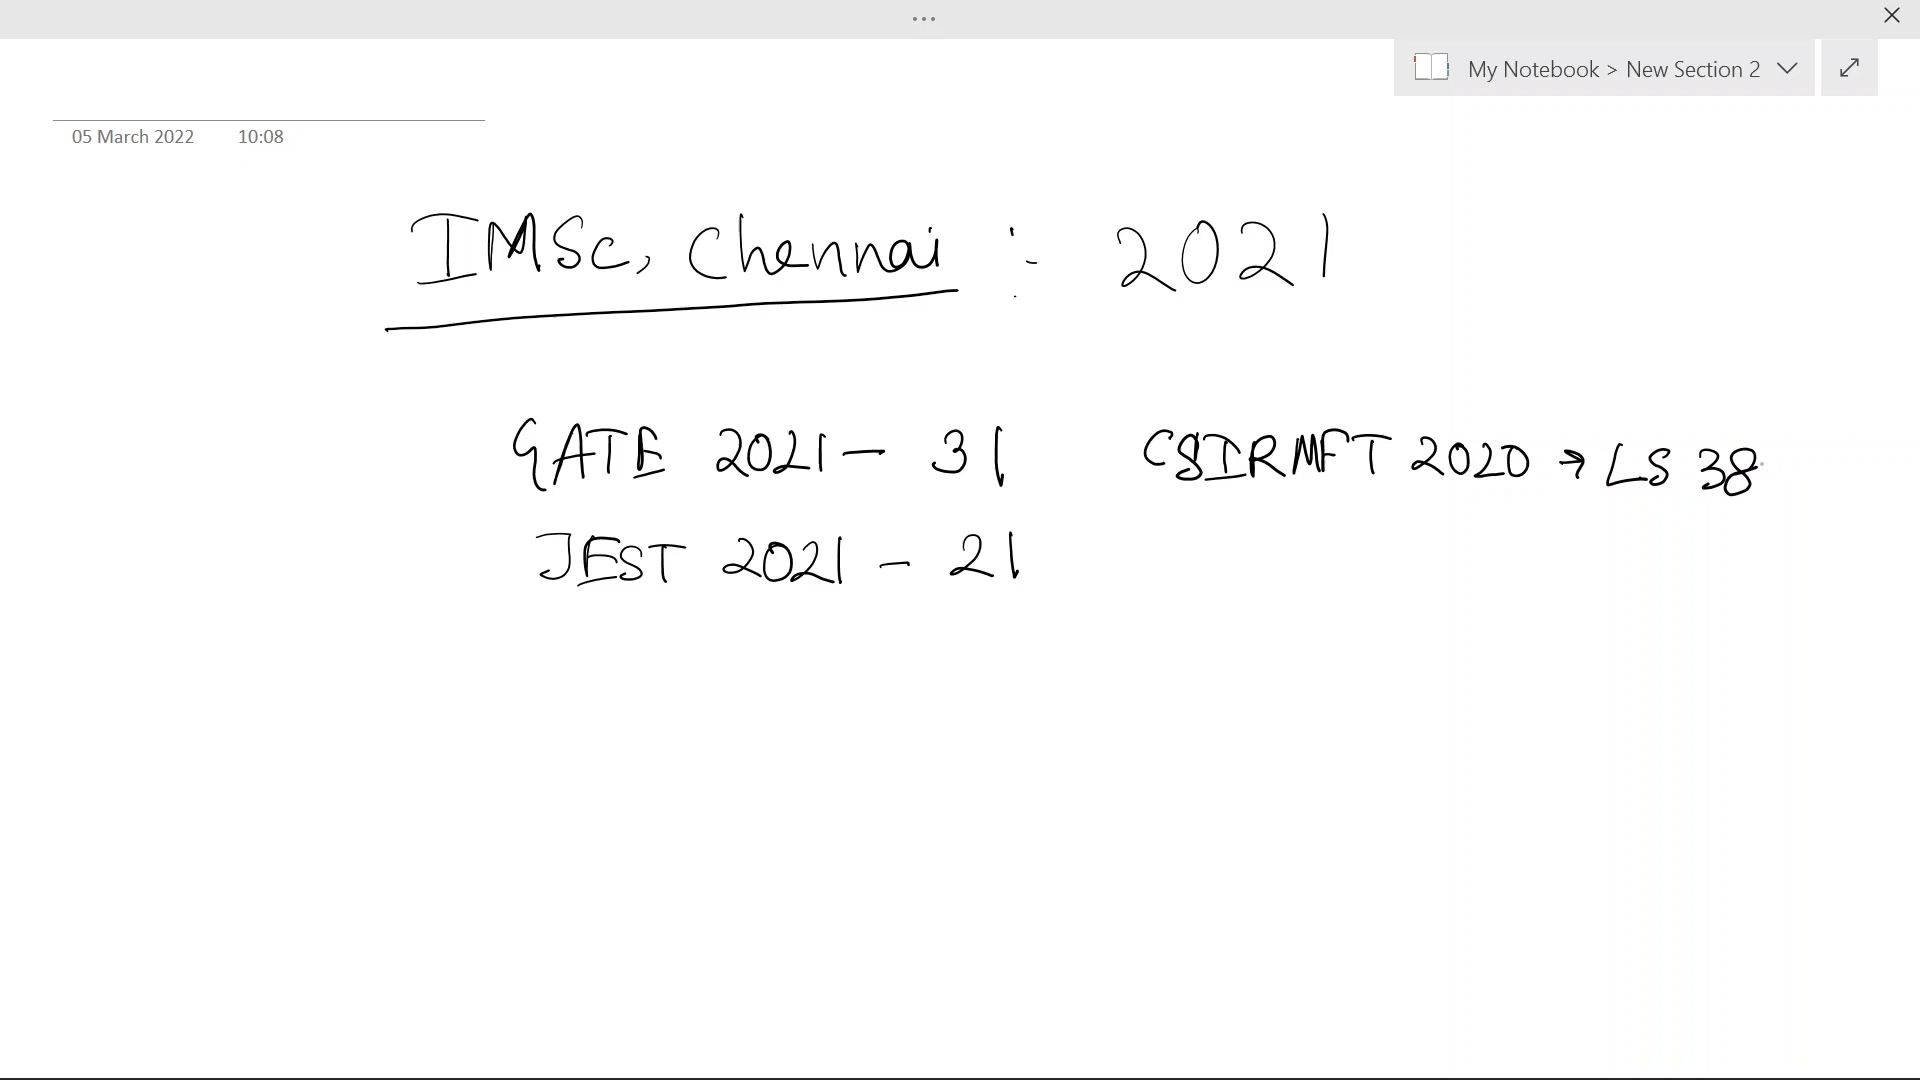 My Notebook > New Section 2
05 March 2022 10:08
IMSc, Chennai : 2021
GATE 2021 - 31 CSIRNET 2020 → LS 38
JEST 2021 - 21